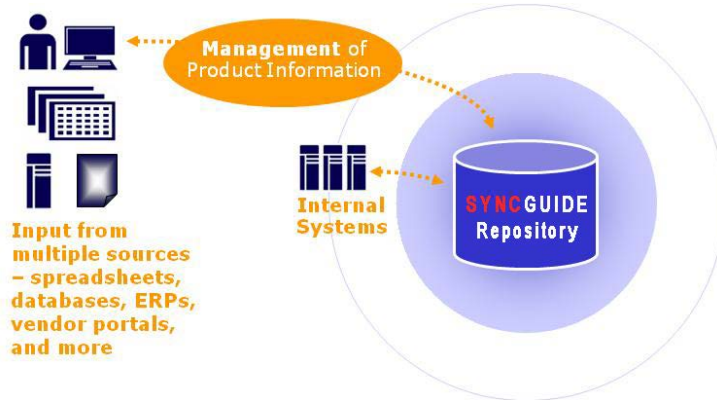 Management of
Product Information
Internal
Systems
SYNCGUIDE
Repository
Input from
multiple sources
– spreadsheets,
databases, ERPs,
vendor portals,
and more